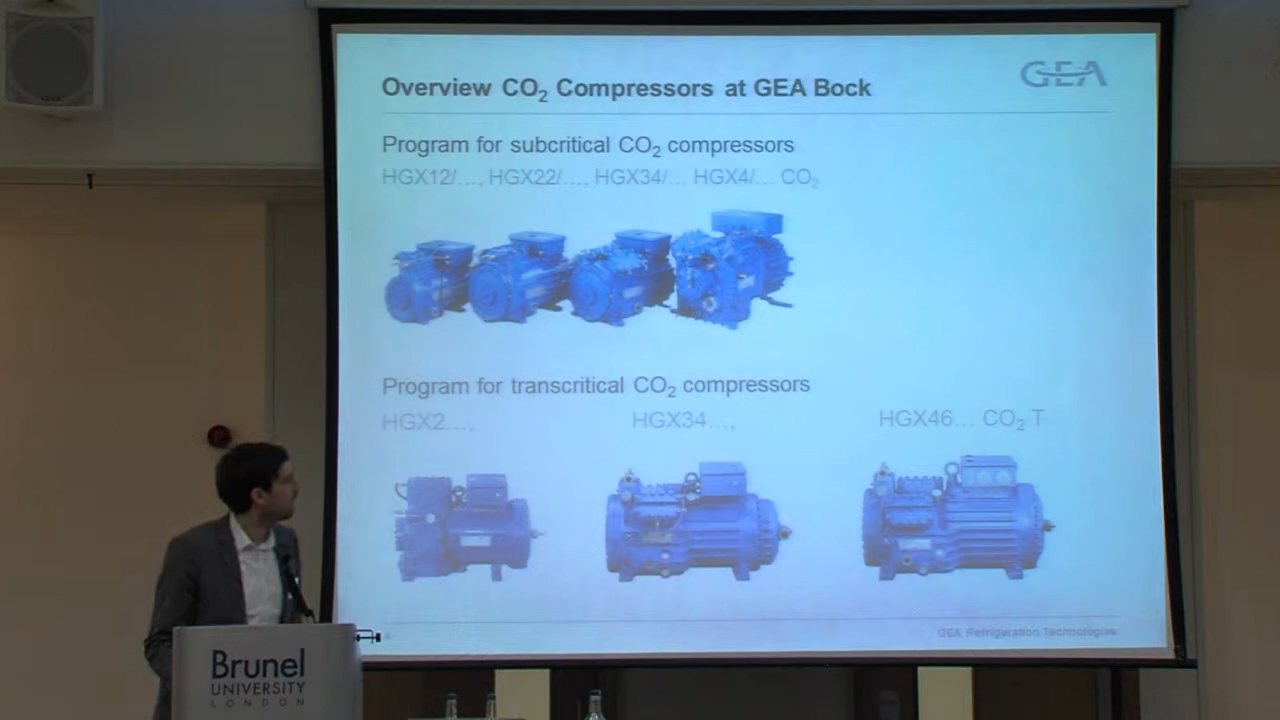 GEA
Overview CO₂ Compressors at GEA Bock
Program for subcritical CO₂ compressors
HGX12/…, HGX22/…, HGX34/… HGX4/… CO₂
Program for transcritical CO₂ compressors
HGX2…, HGX34…, HGX46… CO₂ T
GEA Refrigeration Technologies
Brunel
UNIVERSITY
LONDON